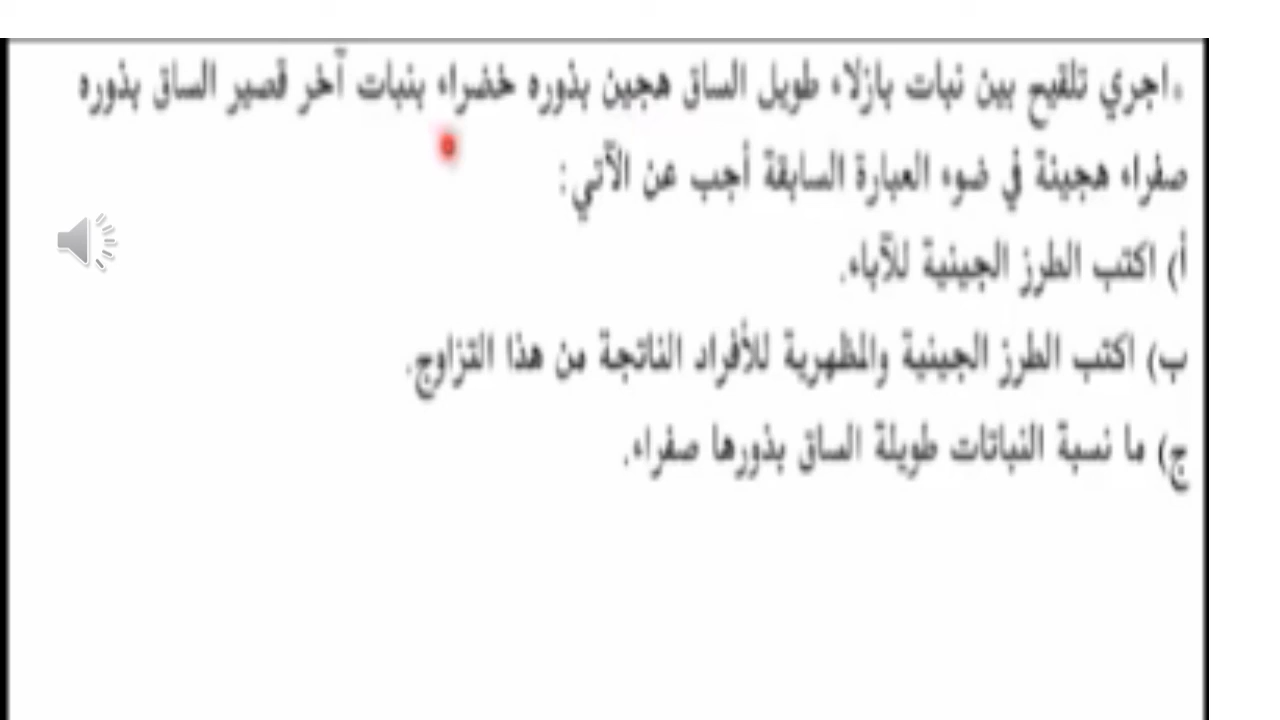 ، اجري تلقيح بين نبات بازلاء طويل الساق هجين بذوره خضراء بنبات آخر قصير الساق بذوره
صفراء هجينة في ضوء العبارة السابقة أجب عن الآتي:
أ) اكتب الطرز الجينية للآباء.
ب) اكتب الطرز الجينية والمظهرية للأفراد الناتجة من هذا التزاوج.
ج) ما نسبة النباتات طويلة الساق بذورها صفراء.